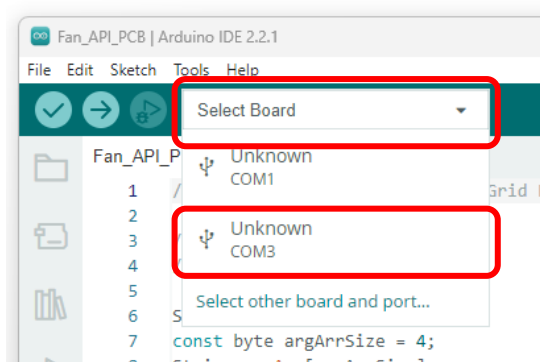 Fan_API_PCB | Arduino IDE 2.2.1
File Edit Sketch Tools Help
Select Board
Fan_API_P
Unknown
COM1
1 / Grid
2
Unknown
3 /
COM3
4
5
Select other board and port...
6 S
7 const byte argArrSize = 4;